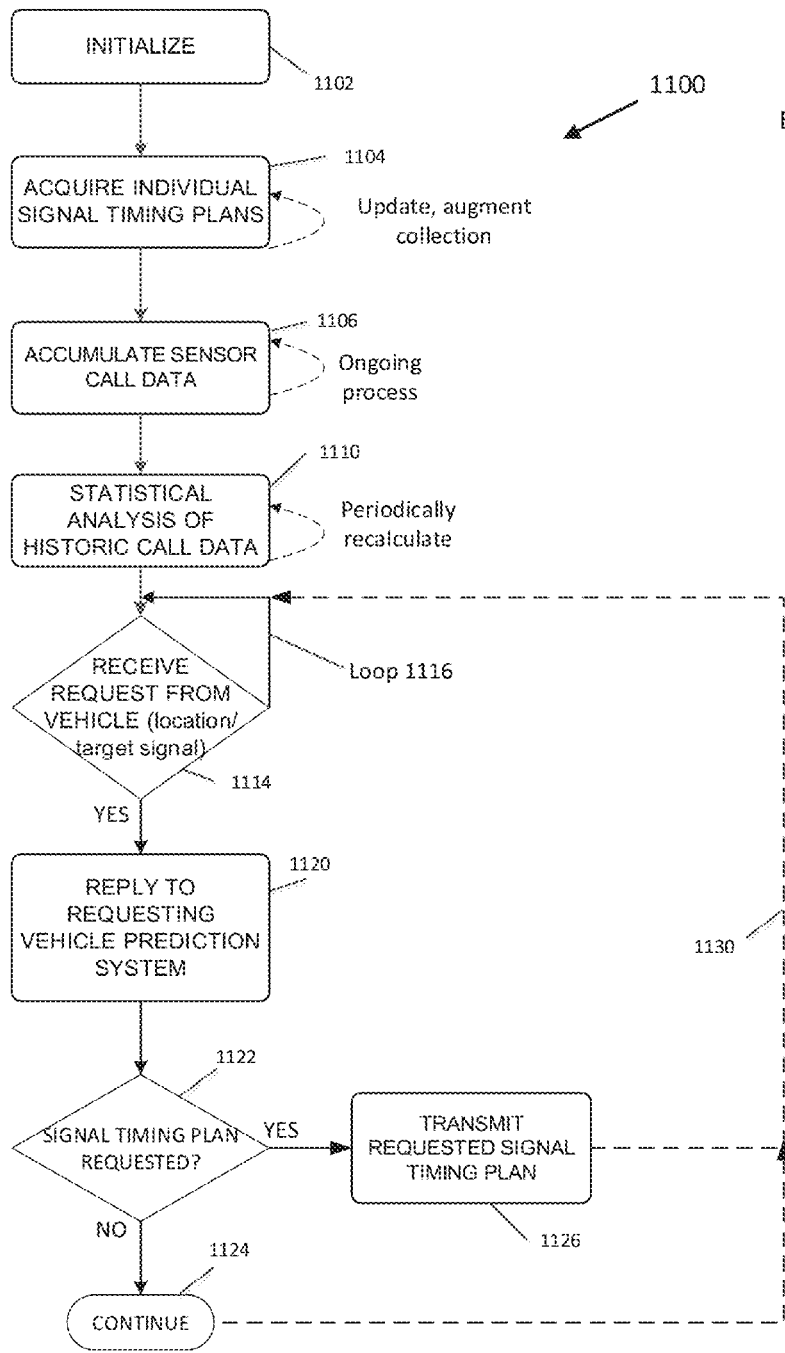 INITIALIZE
1102
1100
E
1104
ACQUIRE INDIVIDUAL
SIGNAL TIMING PLANS
Update, augment
collection
1106
ACCUMULATE SENSOR
CALL DATA
Ongoing
process
1110
STATISTICAL
ANALYSIS OF
HISTORIC CALL DATA
Periodically
recalculate
RECEIVE
REQUEST FROM
VEHICLE (location/
target signal)
Loop 1116
1114
YES
1120
REPLY TO
REQUESTING
VEHICLE PREDICTION
SYSTEM
1130
1122
SIGNAL TIMING PLAN
REQUESTED?
YES
TRANSMIT
REQUESTED SIGNAL
TIMING PLAN
1126
NO
1124
CONTINUE